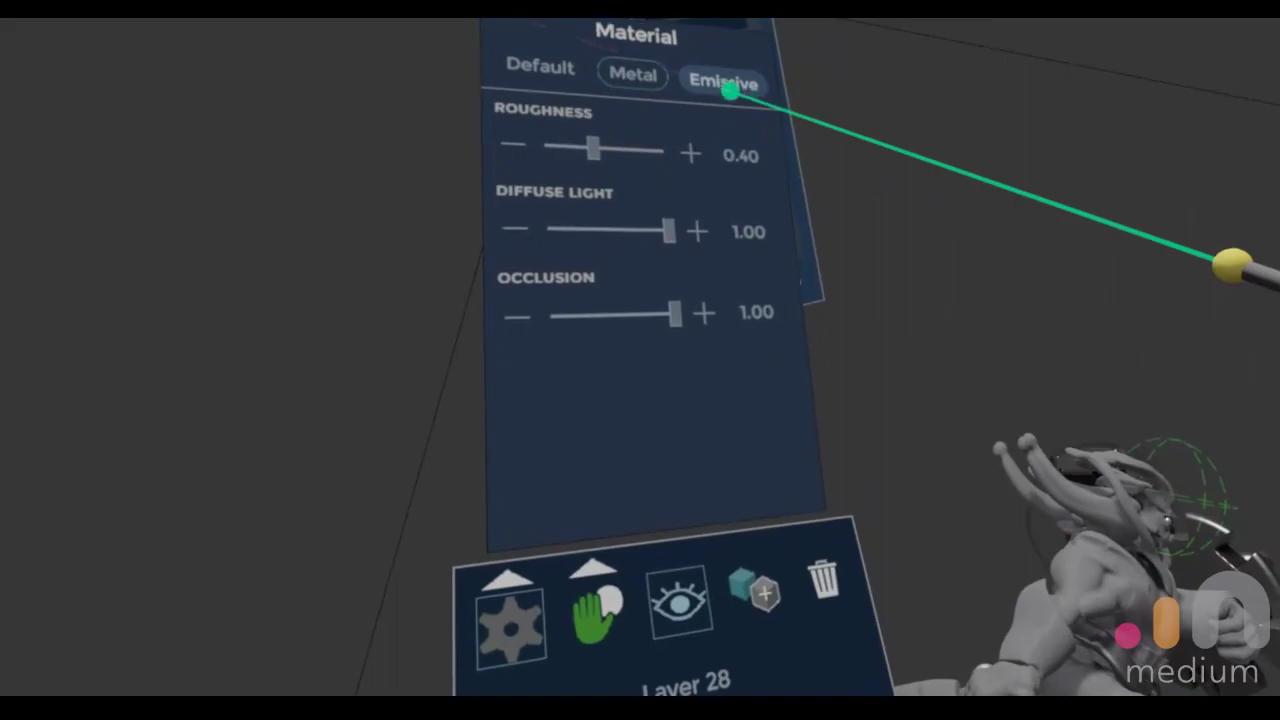 Material
Default Metal Emissive
ROUGHNESS
0.40
DIFFUSE LIGHT
1.00
OCCLUSION
1.00
Layer 28
medium